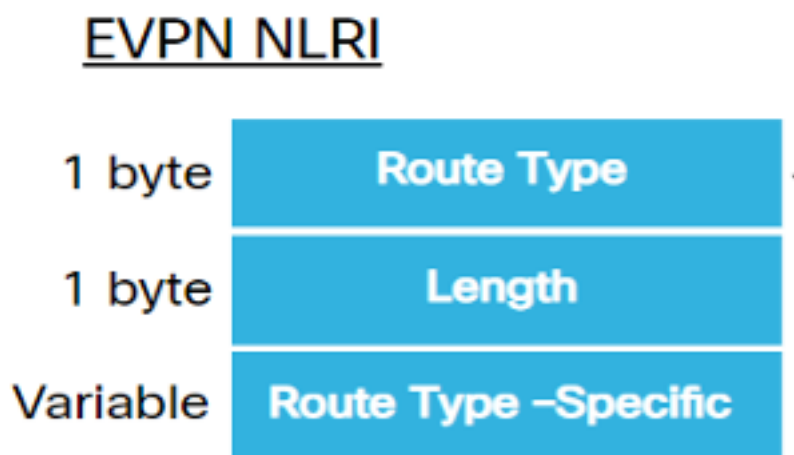 EVPN NLRI
1 byte Route Type
1 byte Length
Variable Route Type –Specific